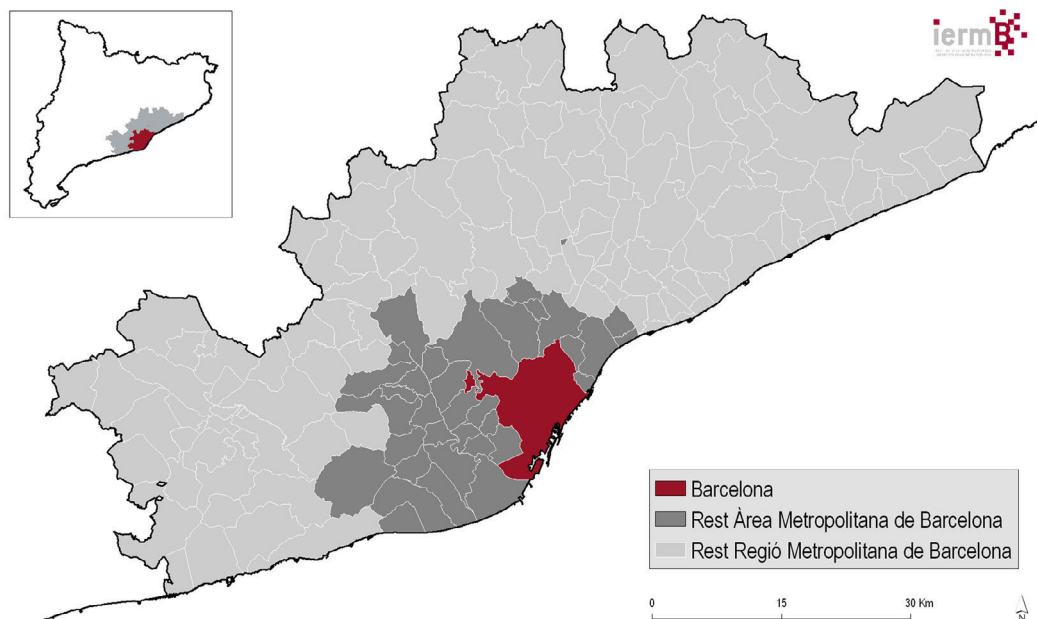 iermB
Barcelona
Rest Àrea Metropolitana de Barcelona
Rest Regió Metropolitana de Barcelona
0 15 30 Km
N